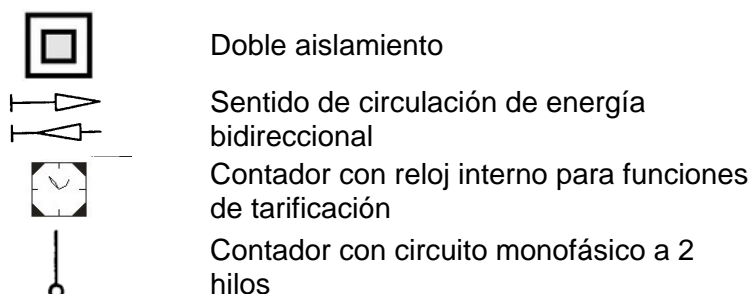 Doble aislamiento
Sentido de circulación de energía
bidireccional
Contador con reloj interno para funciones
de tarificación
Contador con circuito monofásico a 2
hilos